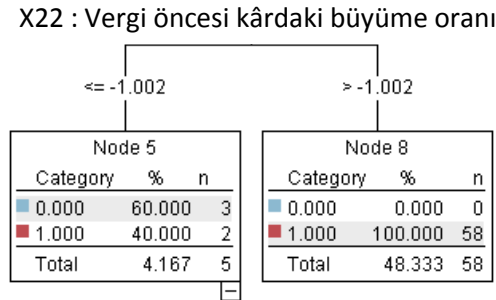 X22 : Vergi öncesi kârdaki büyüme oranı
<= -1.002
> -1.002
Node 5
Category % n
0.000 60.000 3
1.000 40.000 2
Total 4.167 5
Node 8
Category % n
0.000 0.000 0
1.000 100.000 58
Total 48.333 58